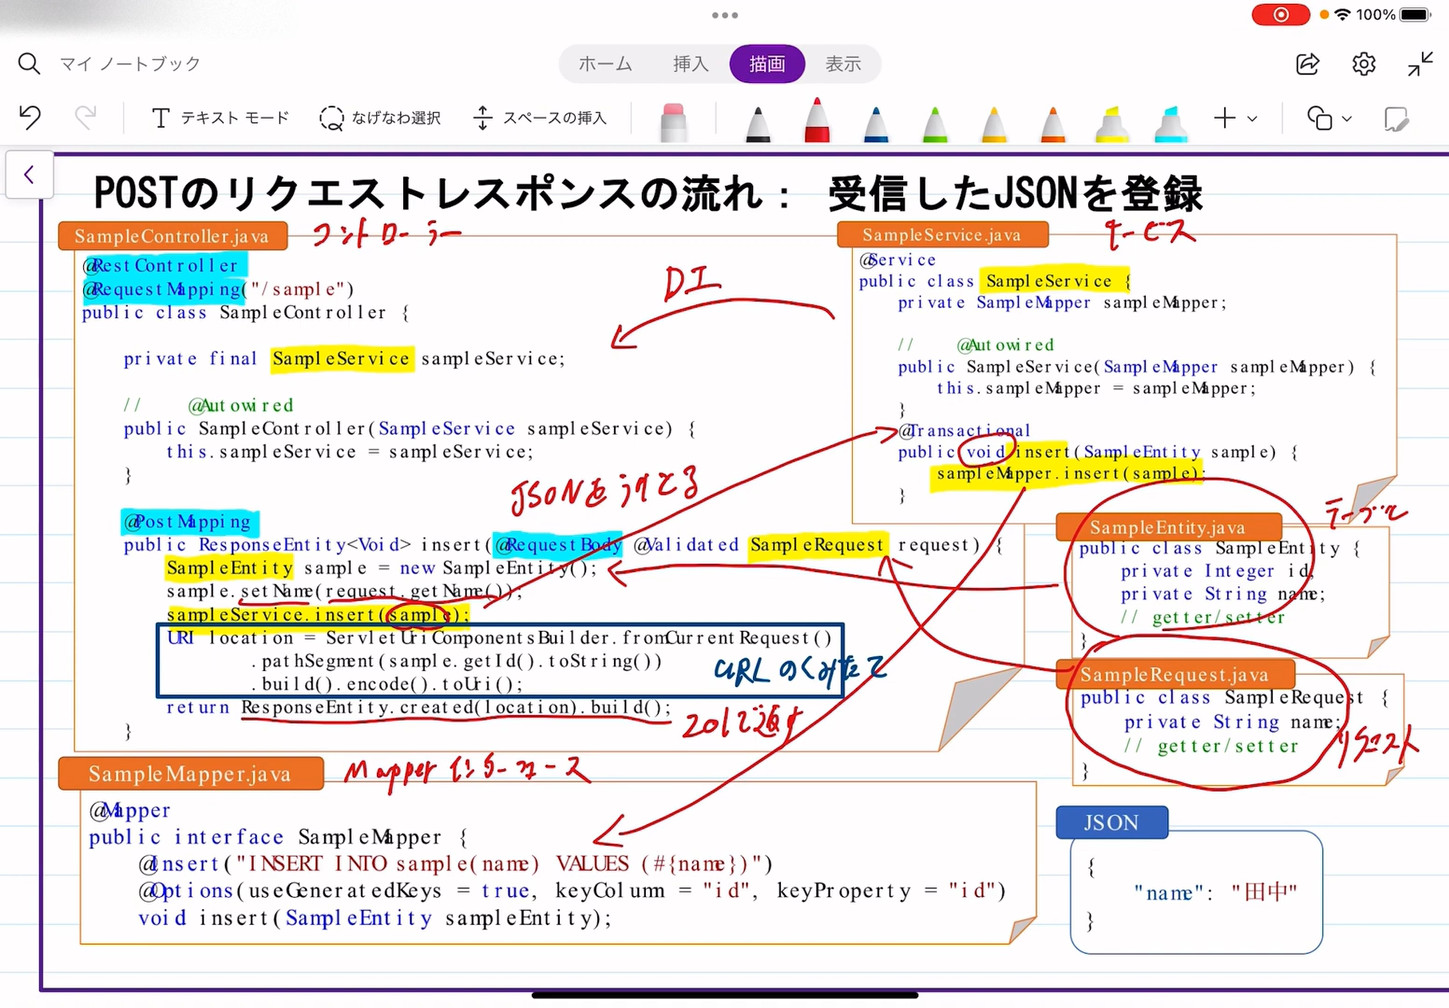 100%
マイ ノートブック
ホーム 挿入 描画 表示
テキスト モード なげなわ選択 スペースの挿入
POSTのリクエストレスポンスの流れ： 受信したJSONを登録
SampleController.java コントローラー
@RestController
@RequestMapping("/sample")
public class SampleController {
private final SampleService sampleService;
// @Autowired
public SampleController(SampleService sampleService) {
this.sampleService = sampleService;
}
@PostMapping
public ResponseEntity<Void> insert(@RequestBody @Validated SampleRequest request) {
SampleEntity sample = new SampleEntity();
sample.setName(request.getName());
sampleService.insert(sample);
URI location = ServletUriComponentsBuilder.fromCurrentRequest()
.pathSegment(sample.getId().toString())
.build().encode().toUri();
return ResponseEntity.created(location).build();
}
DI
JSONをうけとる
URLのくみたて
201で返す
SampleService.java サービス
@Service
public class SampleService {
private SampleMapper sampleMapper;
// @Autowired
public SampleService(SampleMapper sampleMapper) {
this.sampleMapper = sampleMapper;
}
@Transactional
public void insert(SampleEntity sample) {
sampleMapper.insert(sample);
}
SampleEntity.java テーブル
public class SampleEntity {
private Integer id;
private String name;
// getter/setter
}
SampleRequest.java
public class SampleRequest {
private String name;
// getter/setter
}
リクエスト
SampleMapper.java Mapper インターフェース
@Mapper
public interface SampleMapper {
@Insert("INSERT INTO sample(name) VALUES (#{name})")
@Options(useGeneratedKeys = true, keyColumn = "id", keyProperty = "id")
void insert(SampleEntity sampleEntity);
JSON
{
"name": "田中"
}